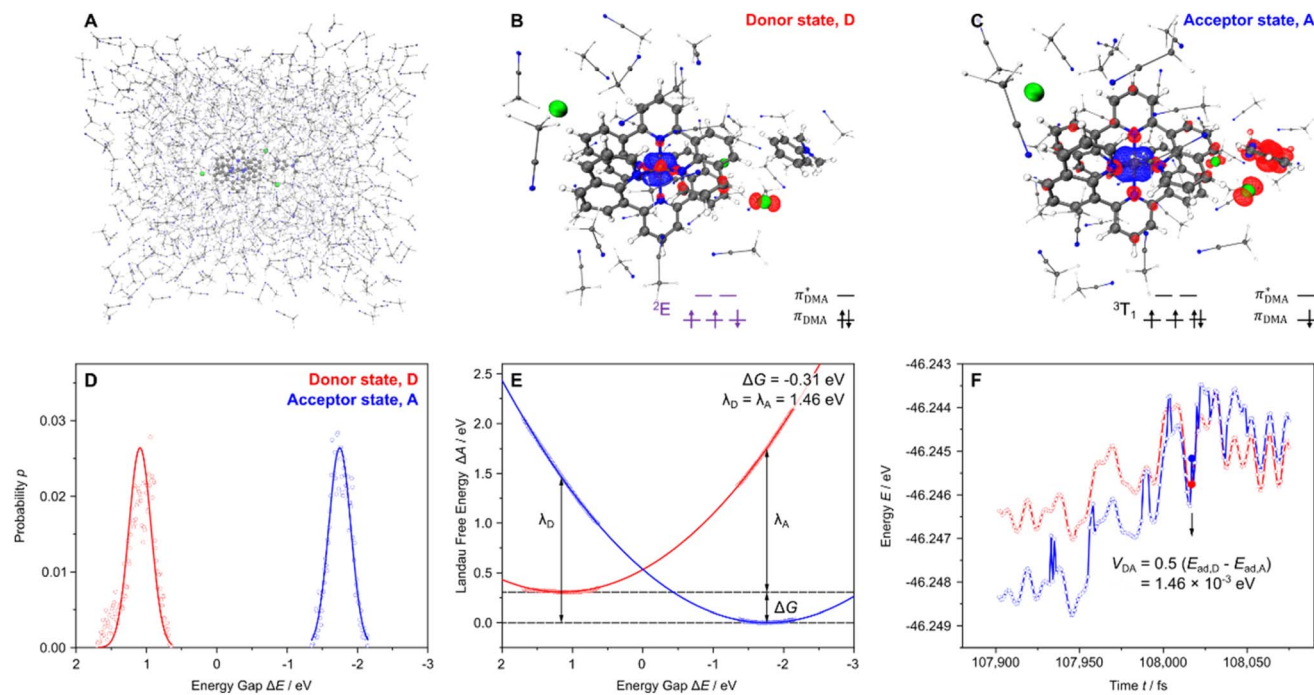 A
B
Donor state, D
²E
π*DMA
πDMA
C
Acceptor state, A
³T₁
π*DMA
πDMA
D
Donor state, D
Acceptor state, A
Probability p
0.03
0.02
0.01
0.00
2 1 0 -1 -2 -3
Energy Gap ΔE / eV
E
ΔG = -0.31 eV
λD = λA = 1.46 eV
Landau Free Energy ΔA / eV
2.5
2.0
1.5
1.0
0.5
0.0
λD
λA
ΔG
2 1 0 -1 -2 -3
Energy Gap ΔE / eV
F
Energy E / eV
-46.243
-46.244
-46.245
-46.246
-46.247
-46.248
-46.249
VDA = 0.5 (Ead,D - Ead,A)
= 1.46 × 10⁻³ eV
107,900 107,950 108,000 108,050
Time t / fs